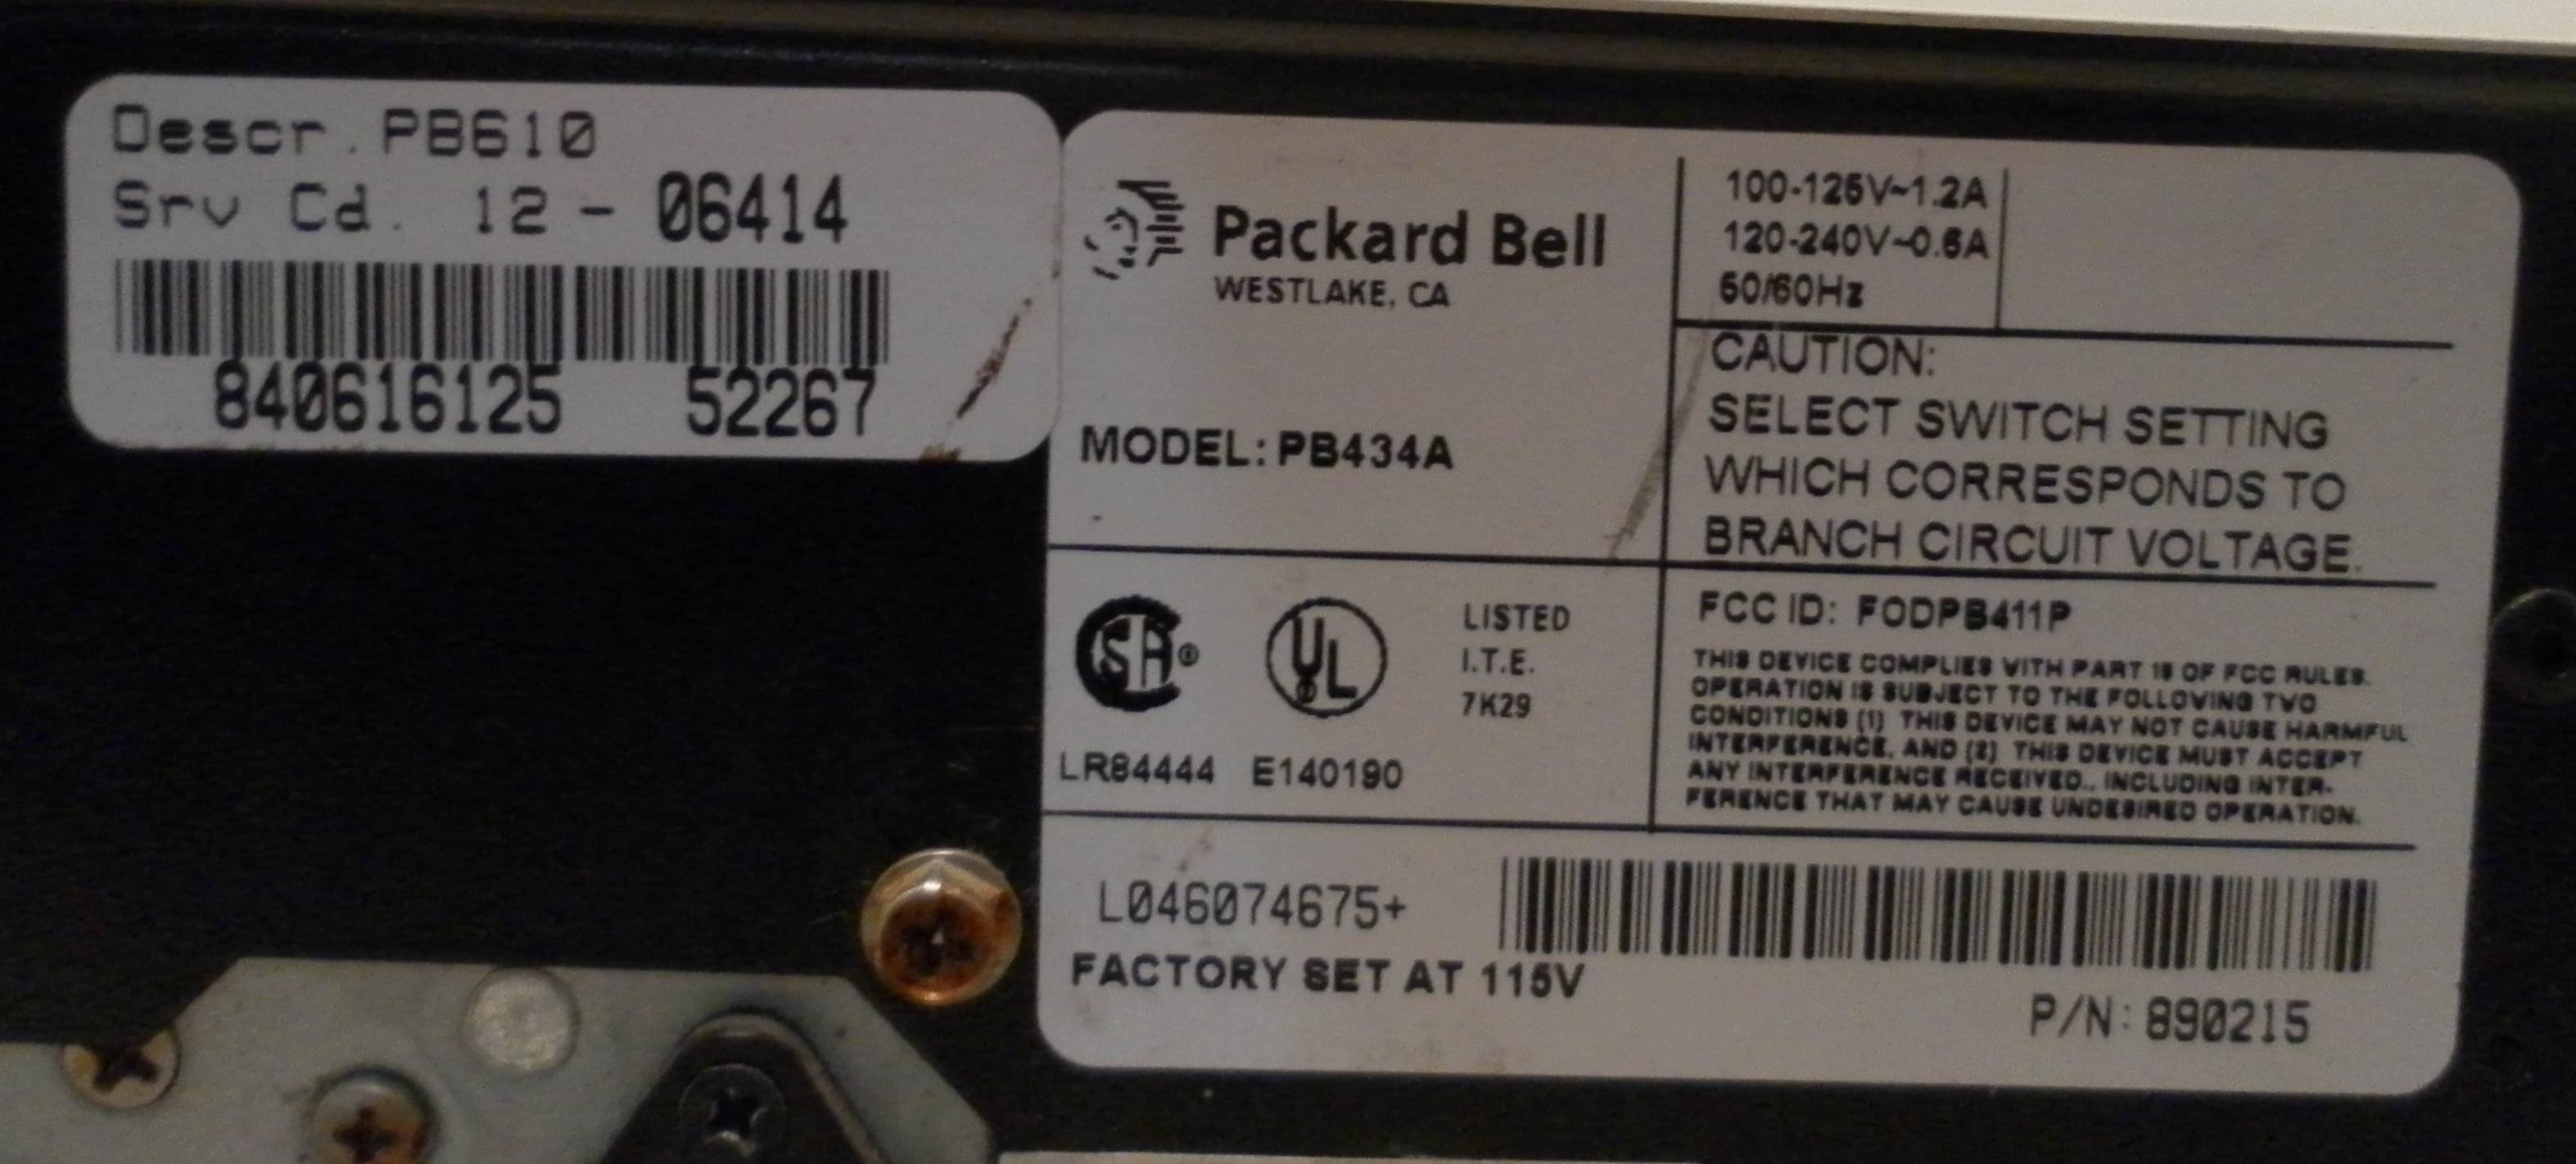 Descr.PB610
Srv Cd. 12 - 06414
840616125 52267
Packard Bell
WESTLAKE, CA
MODEL: PB434A
100-125V~1.2A
120-240V~0.6A
50/60Hz
CAUTION:
SELECT SWITCH SETTING
WHICH CORRESPONDS TO
BRANCH CIRCUIT VOLTAGE.
SA®
UL
LISTED
I.T.E.
7K29
LR84444 E140190
FCC ID: FODPB411P
THIS DEVICE COMPLIES WITH PART 15 OF FCC RULES.
OPERATION IS SUBJECT TO THE FOLLOWING TWO
CONDITIONS (1) THIS DEVICE MAY NOT CAUSE HARMFUL
INTERFERENCE, AND (2) THIS DEVICE MUST ACCEPT
ANY INTERFERENCE RECEIVED., INCLUDING INTER-
FERENCE THAT MAY CAUSE UNDESIRED OPERATION.
L046074675+
FACTORY SET AT 115V
P/N: 890215